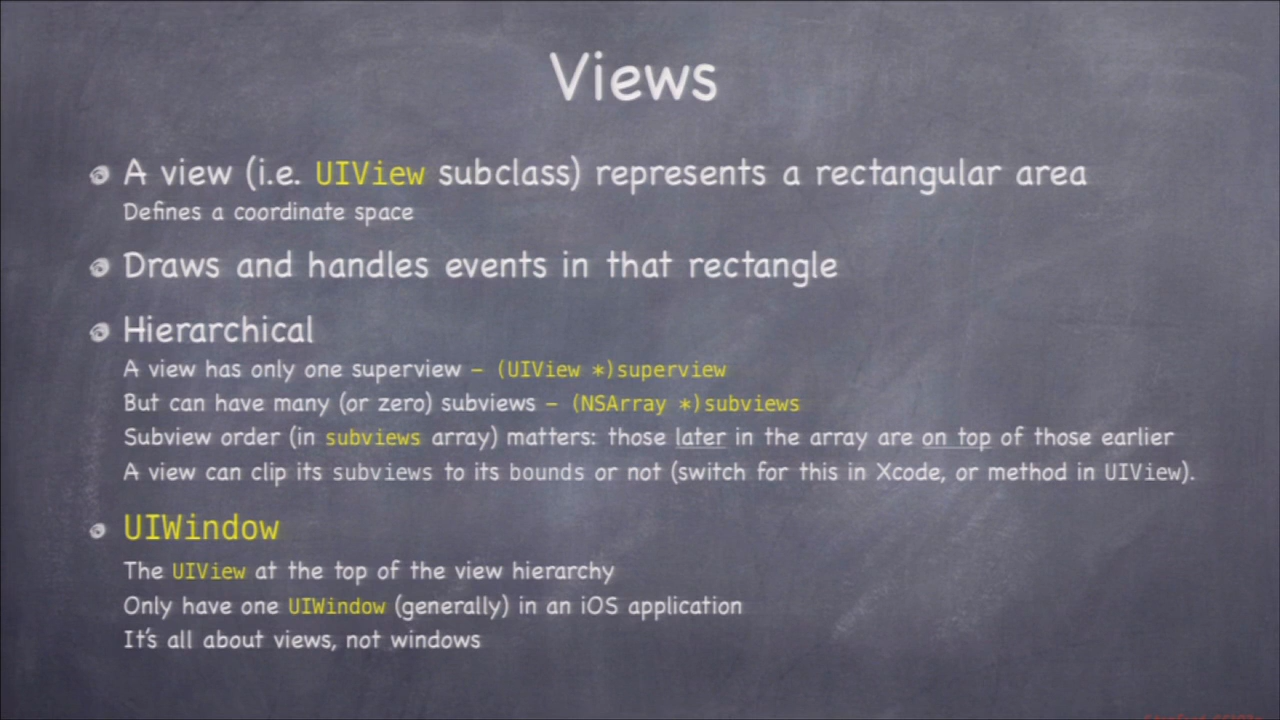 Views
A view (i.e. UIView subclass) represents a rectangular area
Defines a coordinate space
Draws and handles events in that rectangle
Hierarchical
A view has only one superview – (UIView *)superview
But can have many (or zero) subviews – (NSArray *)subviews
Subview order (in subviews array) matters: those later in the array are on top of those earlier
A view can clip its subviews to its bounds or not (switch for this in Xcode, or method in UIView).
UIWindow
The UIView at the top of the view hierarchy
Only have one UIWindow (generally) in an iOS application
It's all about views, not windows